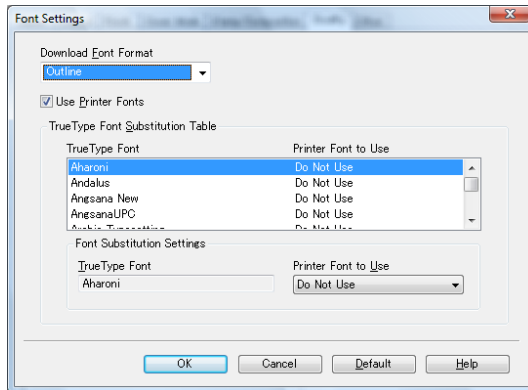 Font Settings
Download Font Format
Outline
Use Printer Fonts
TrueType Font Substitution Table
TrueType Font Printer Font to Use
Aharoni Do Not Use
Andalus Do Not Use
Angsana New Do Not Use
AngsanaUPC Do Not Use
Font Substitution Settings
TrueType Font Printer Font to Use
Aharoni Do Not Use
OK Cancel Default Help